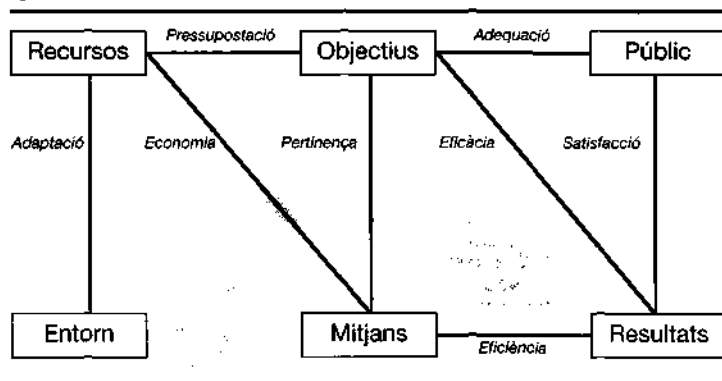 Pressupostació
Adequació
Recursos
Objectius
Públic
Adaptació
Economia
Pertinença
Eficàcia
Satisfacció
Entorn
Mitjans
Resultats
Eficiència